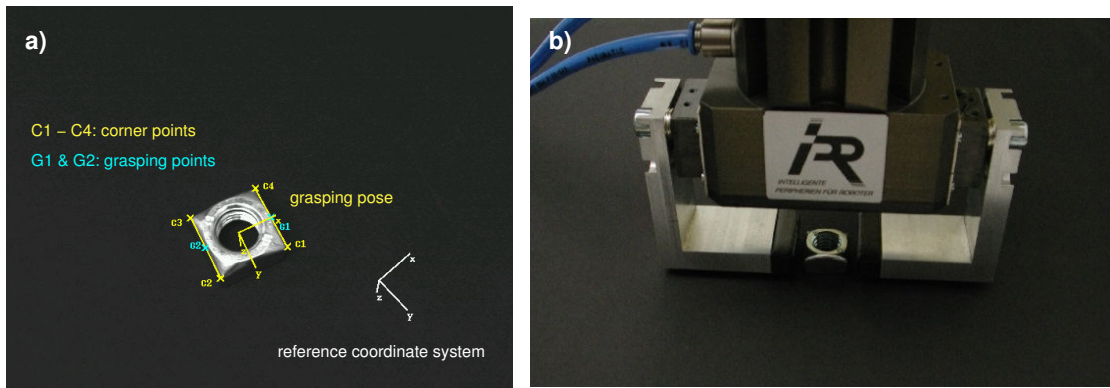 a)
C1 – C4: corner points
G1 & G2: grasping points
C4
grasping pose
C3
x
G1
G2
z
C1
y
C2
x
z
y
reference coordinate system
b)
iPR
INTELLIGENTE
PERIPHERIEN FÜR ROBOTER